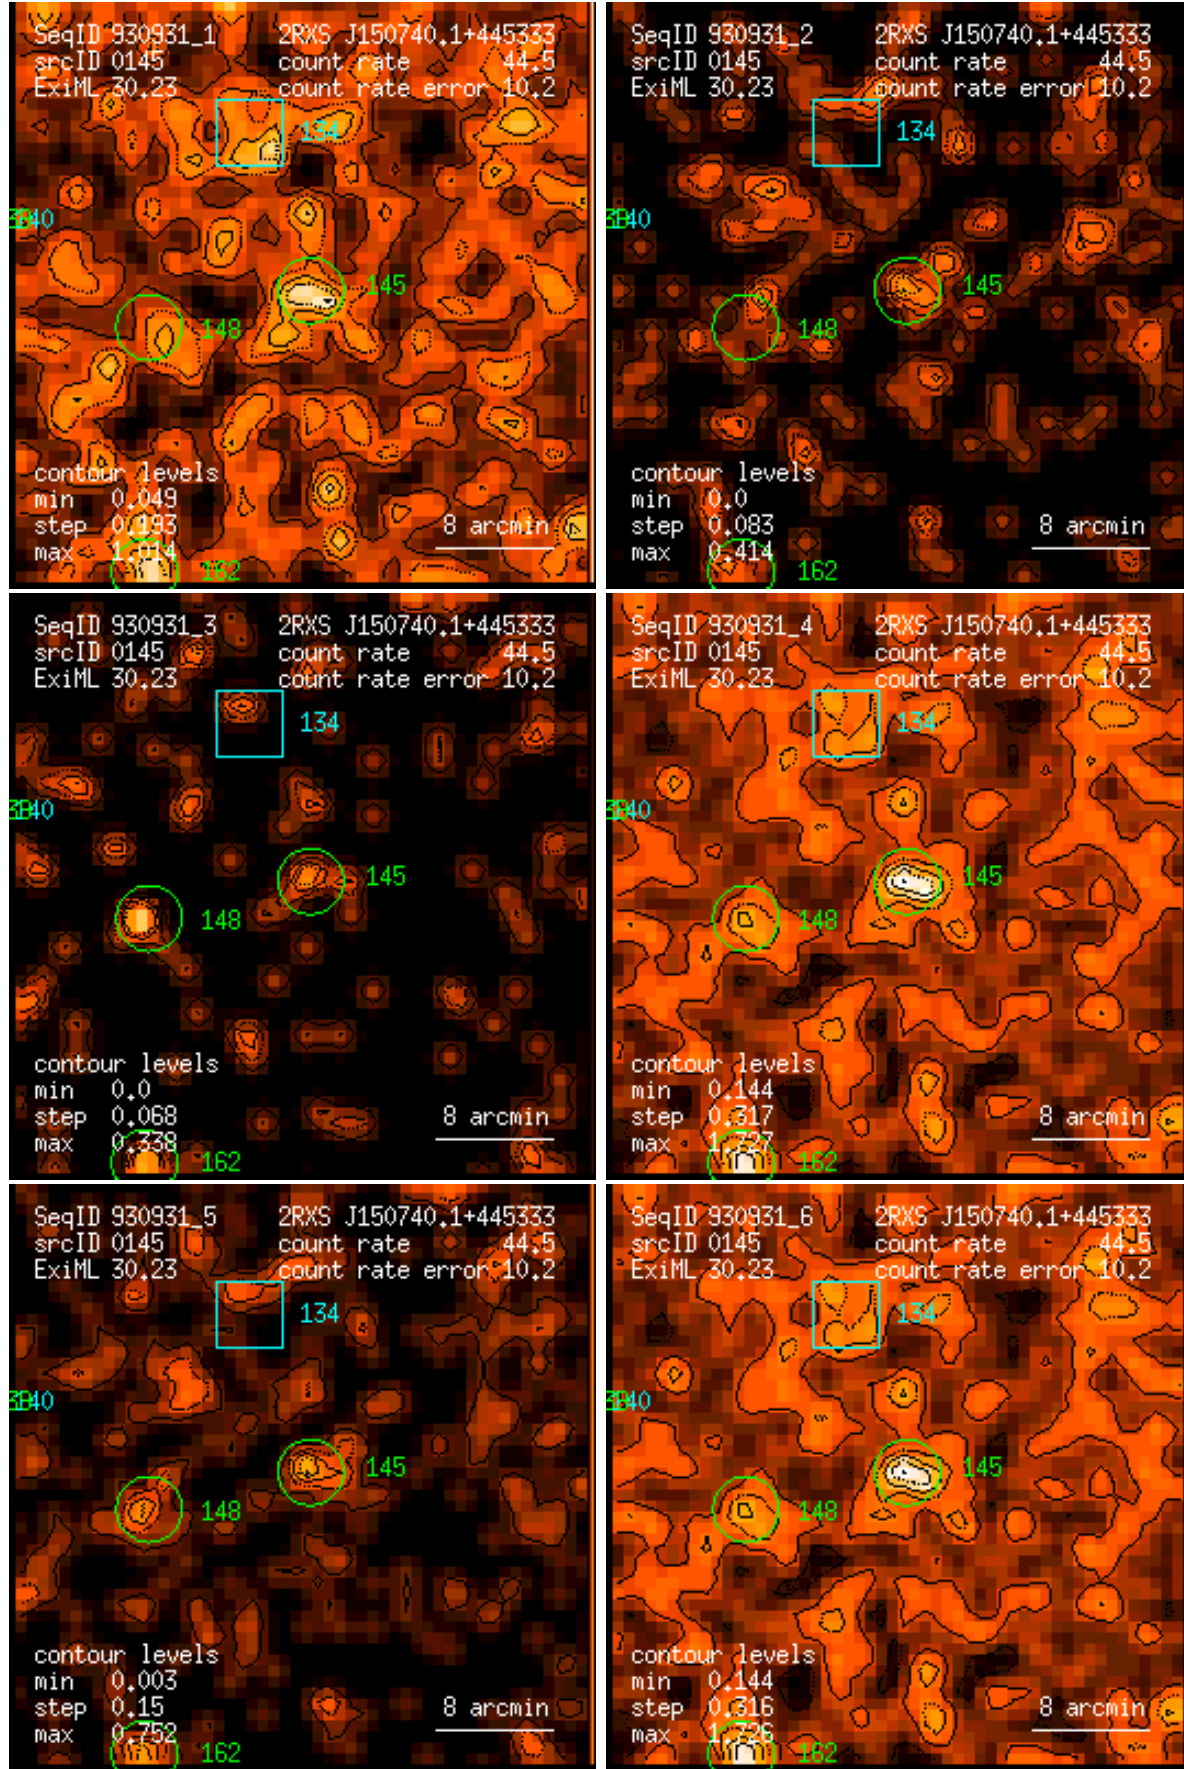 SeqID 930931_1 2RXS J150740.1+445333
srcID 0145 count rate 44.5
ExiML 30.23 count rate error 10.2
134
40
145
148
contour levels
min 0.049
step 0.193 8 arcmin
max 1.014
162
SeqID 930931_2 2RXS J150740.1+445333
srcID 0145 count rate 44.5
ExiML 30.23 count rate error 10.2
134
40
145
148
contour levels
min 0.0
step 0.083 8 arcmin
max 0.414
162
SeqID 930931_3 2RXS J150740.1+445333
srcID 0145 count rate 44.5
ExiML 30.23 count rate error 10.2
134
40
145
148
contour levels
min 0.0
step 0.068 8 arcmin
max 0.338
162
SeqID 930931_4 2RXS J150740.1+445333
srcID 0145 count rate 44.5
ExiML 30.23 count rate error 10.2
134
40
145
148
contour levels
min 0.144
step 0.317 8 arcmin
max 1.727
162
SeqID 930931_5 2RXS J150740.1+445333
srcID 0145 count rate 44.5
ExiML 30.23 count rate error 10.2
134
40
145
148
contour levels
min 0.003
step 0.15 8 arcmin
max 0.752
162
SeqID 930931_6 2RXS J150740.1+445333
srcID 0145 count rate 44.5
ExiML 30.23 count rate error 10.2
134
40
145
148
contour levels
min 0.144
step 0.316 8 arcmin
max 1.726
162